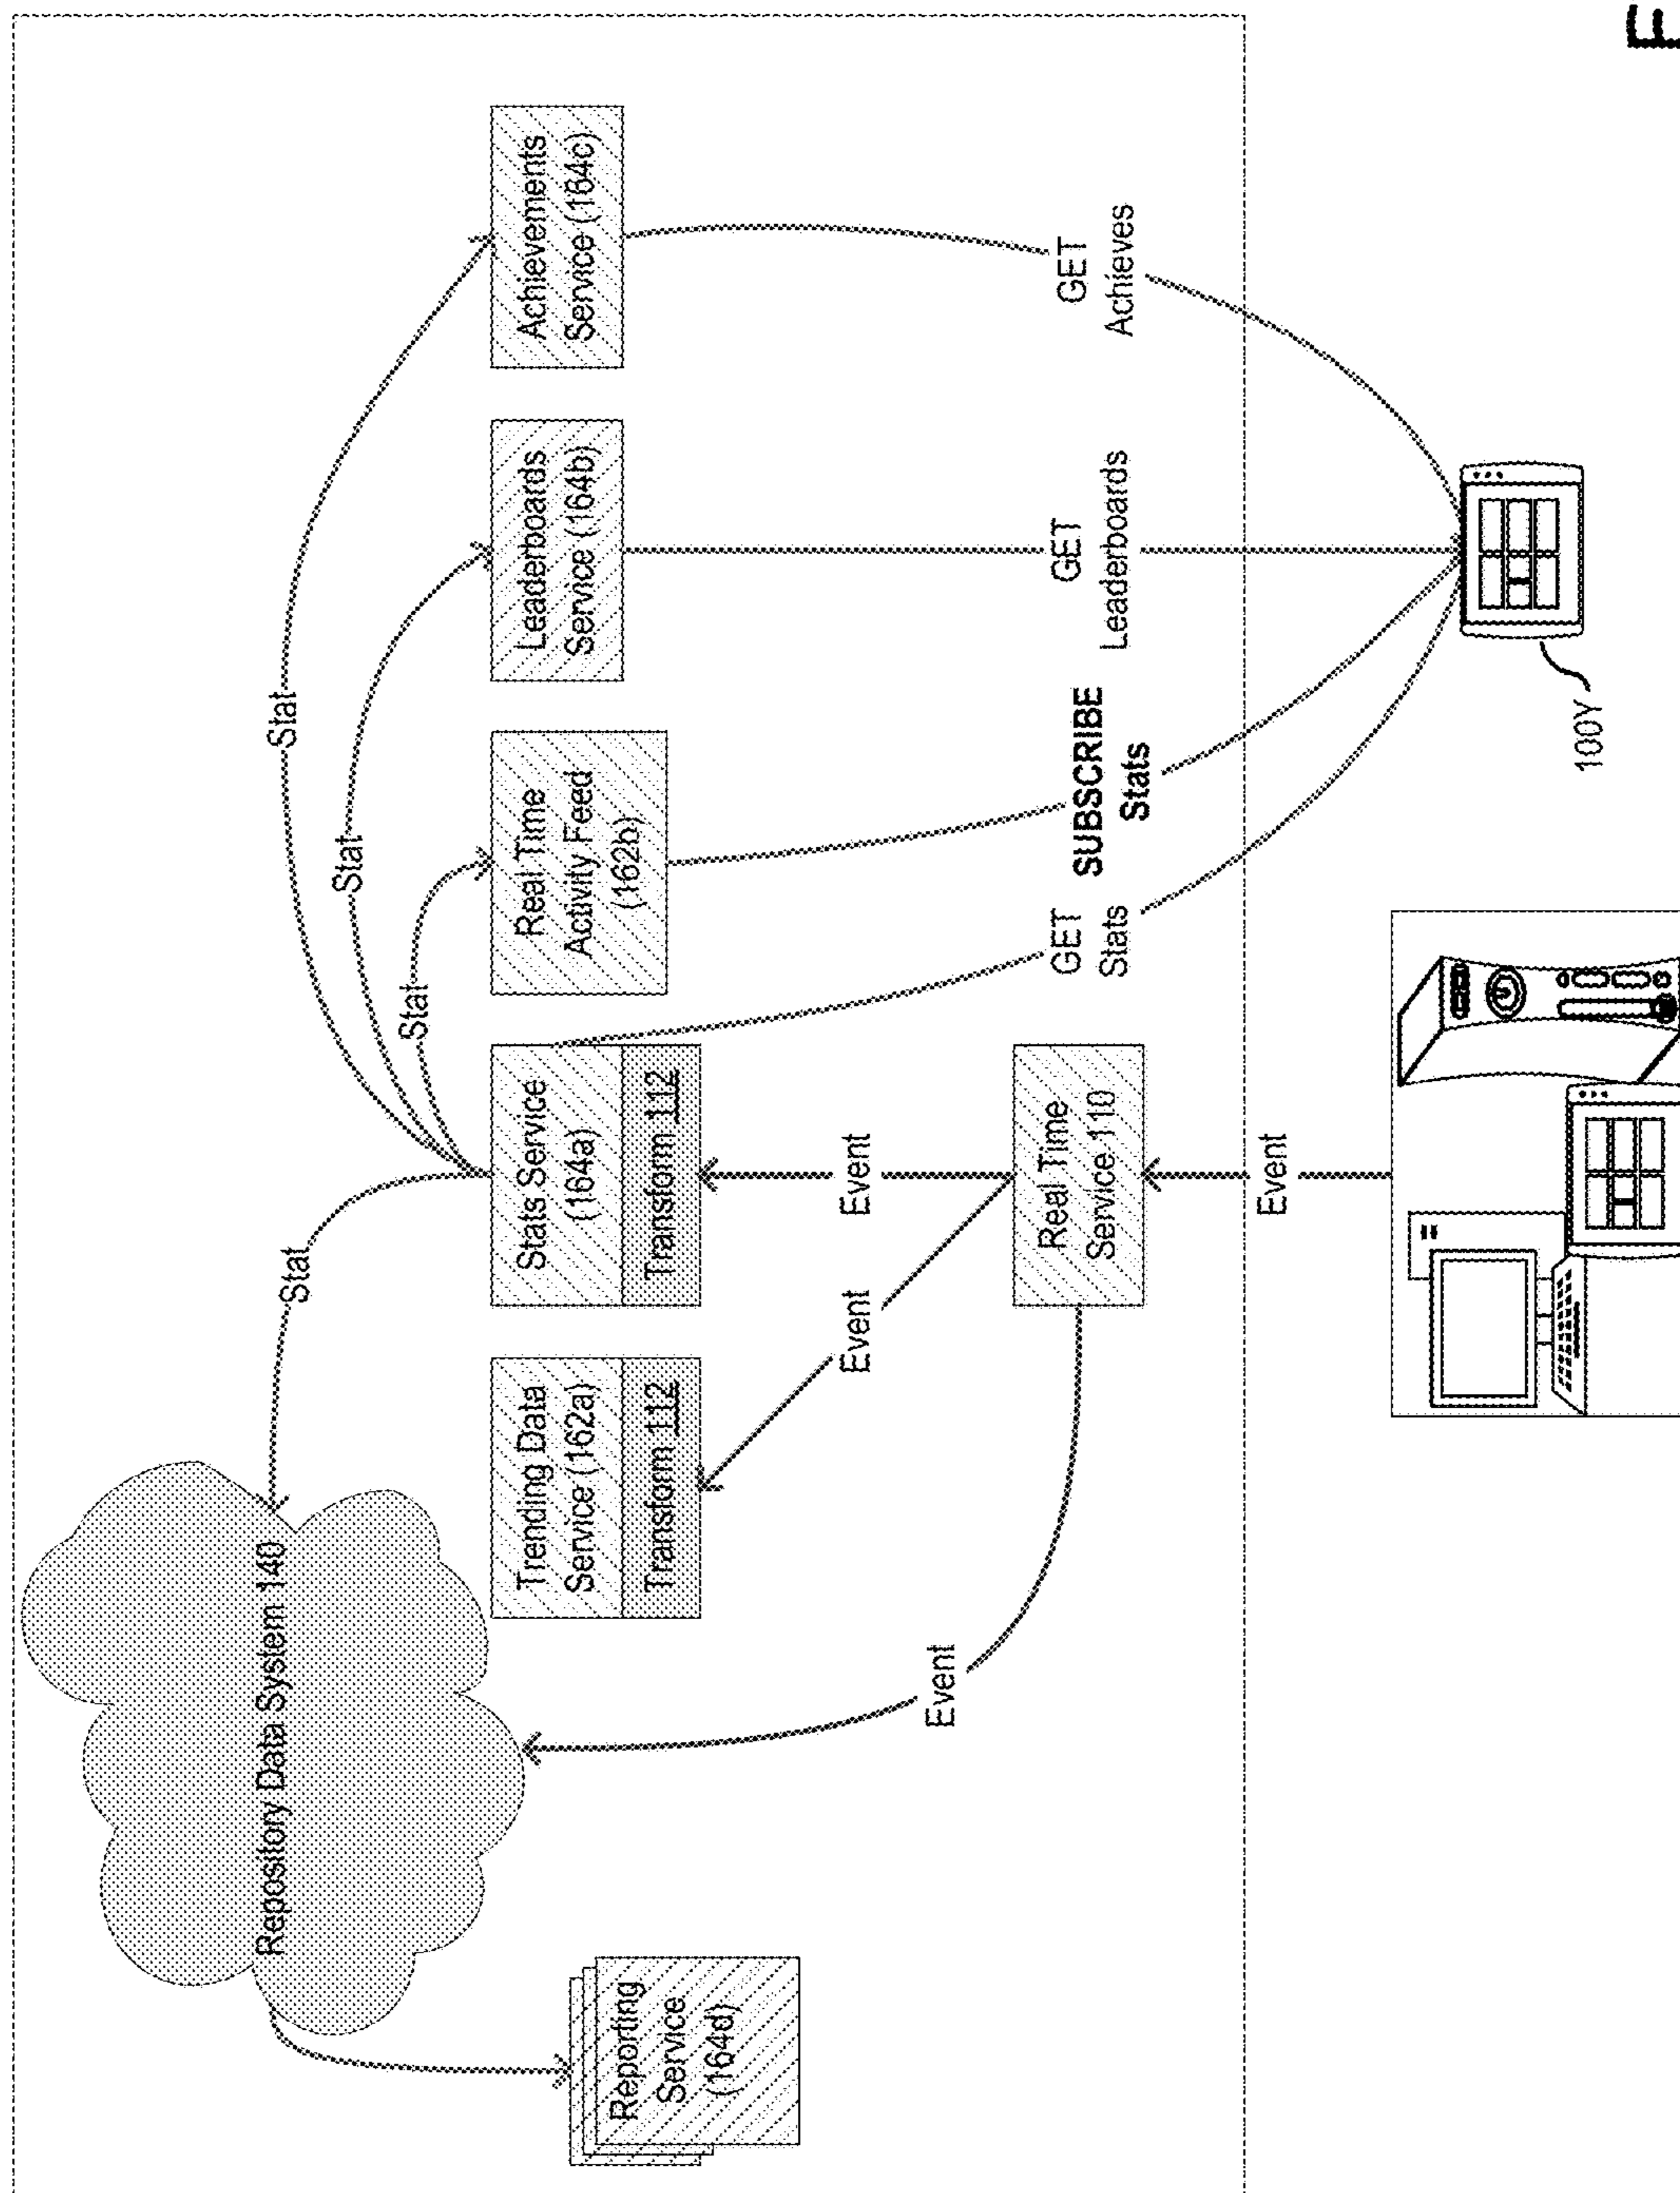 Repository Data System 140
Reporting
Service
(164d)
Stat
Stat
Stat
Stat
Trending Data
Service (162a)
Transform 112
Stats Service
(164a)
Transform 112
Real Time
Activity Feed
(162b)
Leaderboards
Service (164b)
Achievements
Service (164c)
Event
Event
Event
Real Time
Service 110
GET
Stats
SUBSCRIBE
Stats
GET
Leaderboards
GET
Achieves
Event
100Y